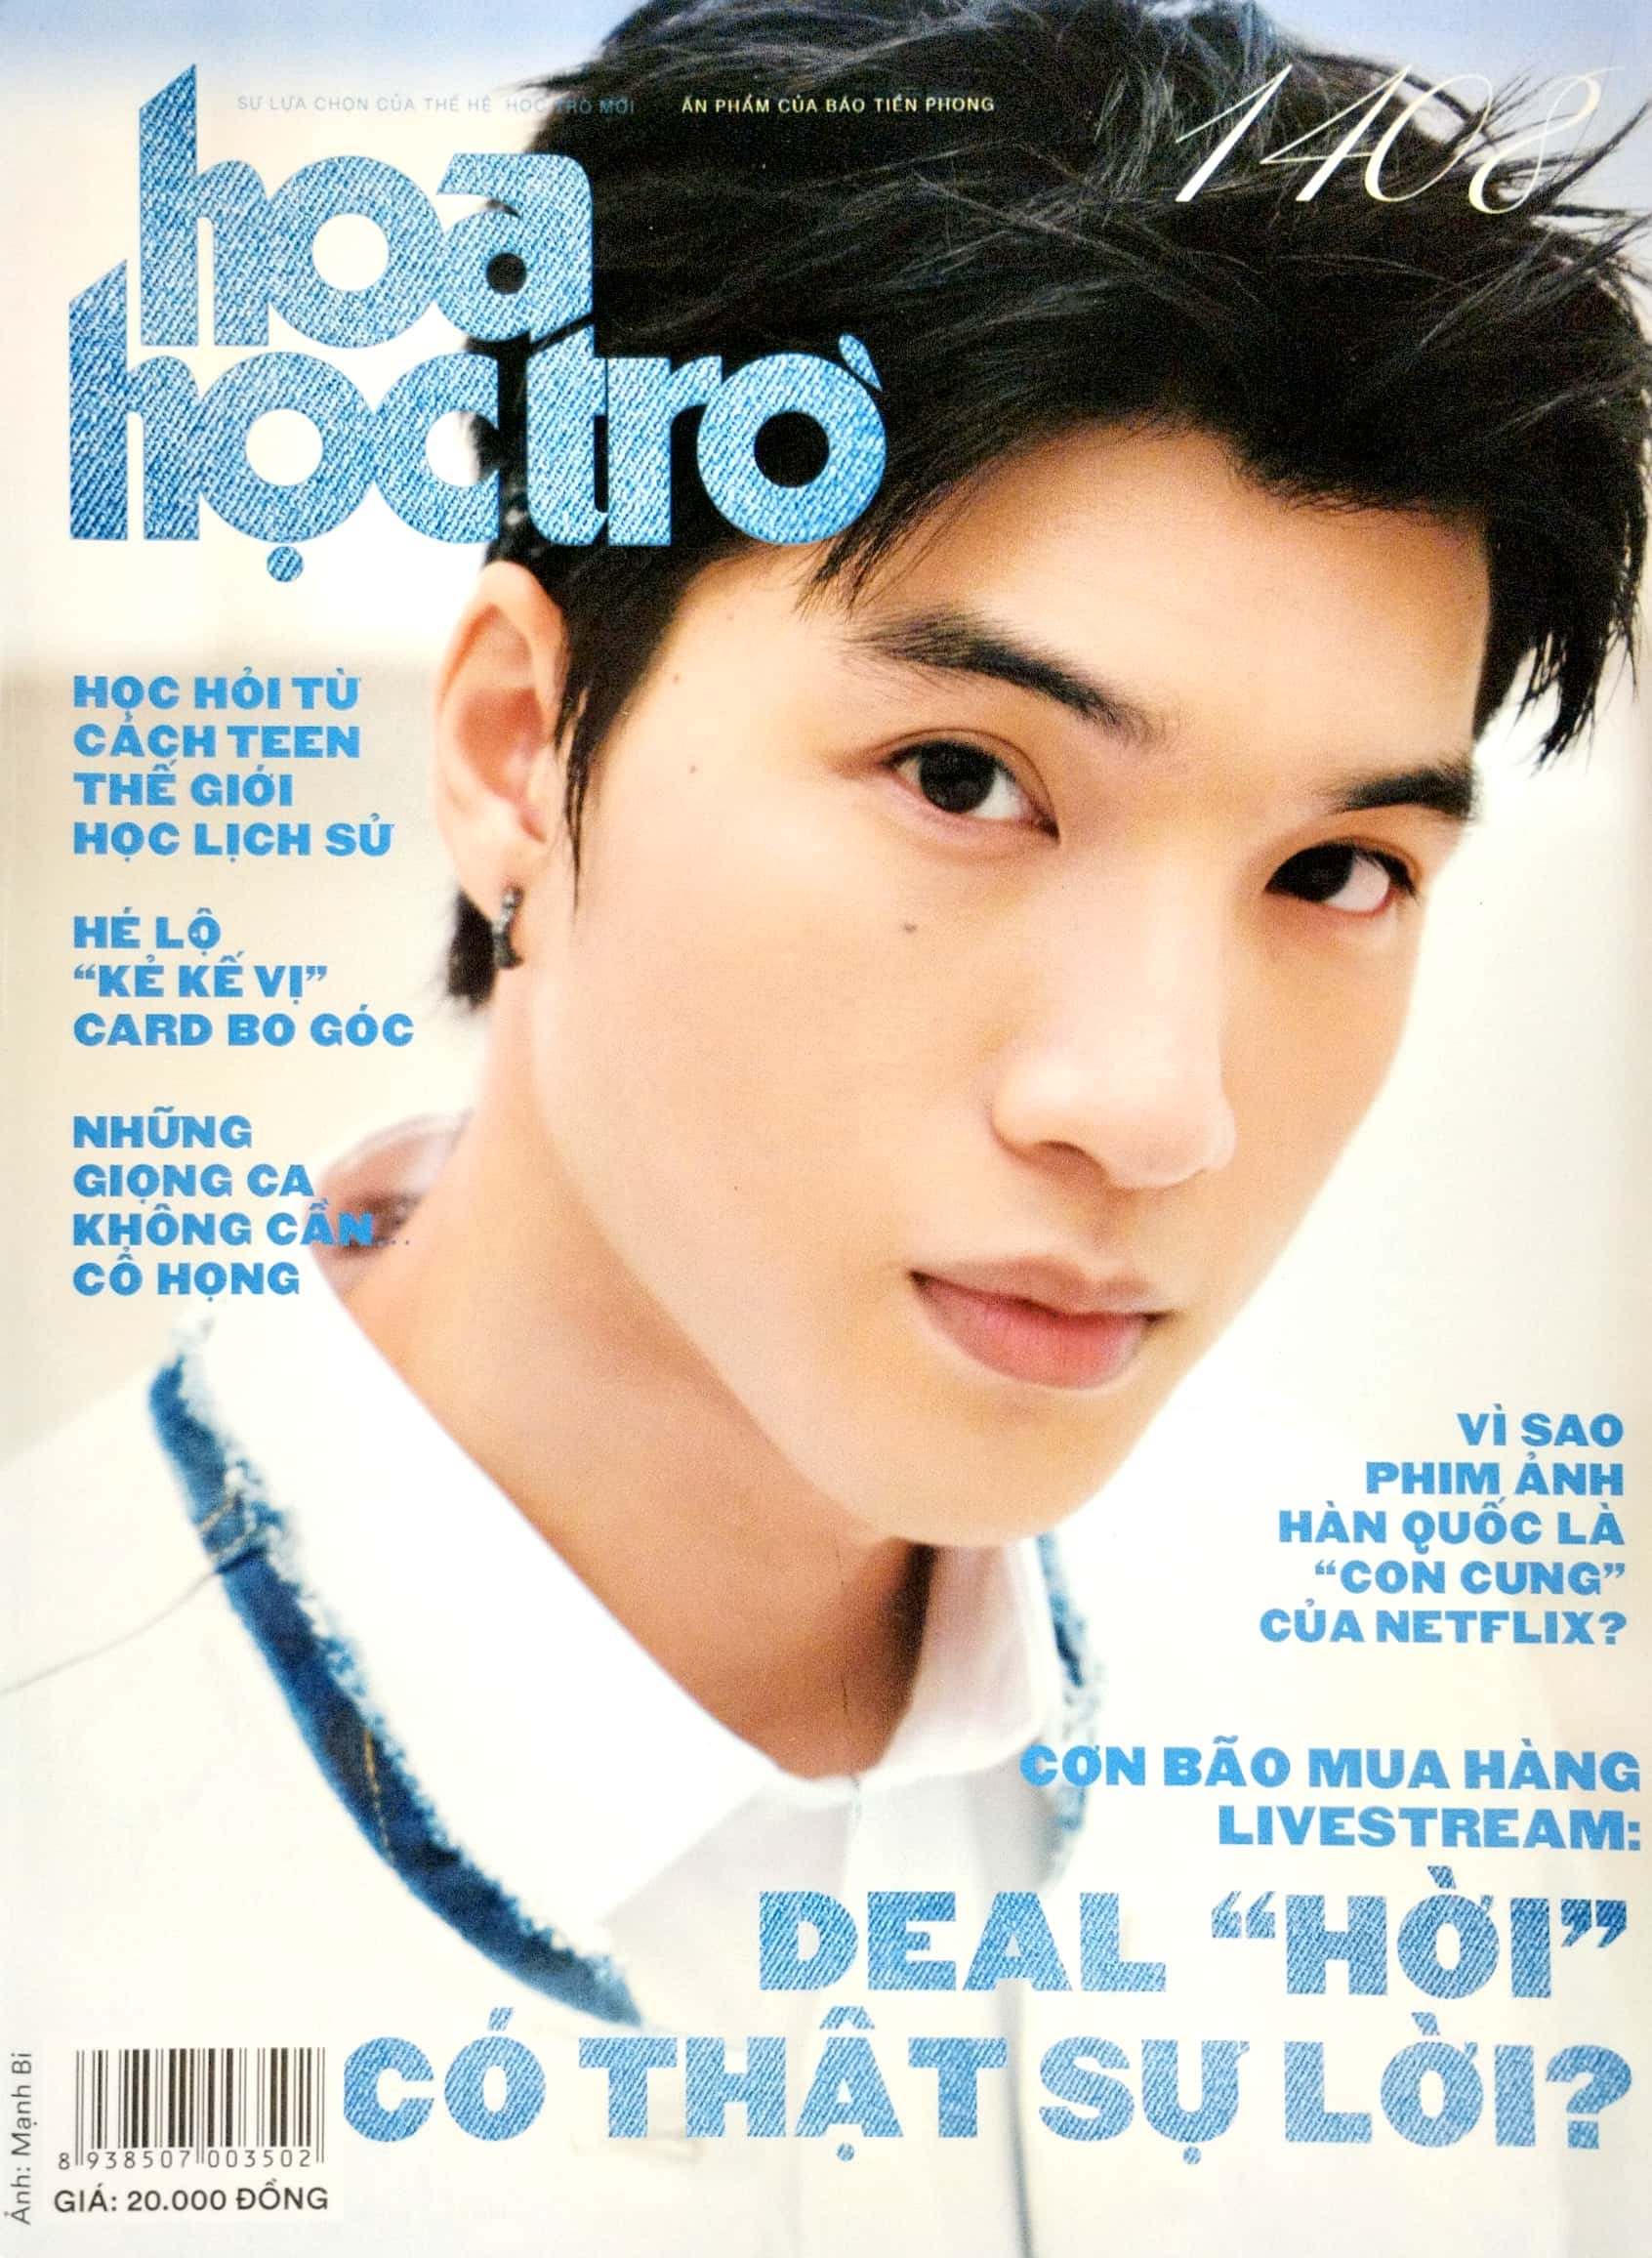 SỰ LỰA CHỌN CỦA THẾ HỆ HỌC TRÒ MỚI
ẤN PHẨM CỦA BÁO TIỀN PHONG
1408
hoa
học trò
HỌC HỎI TỪ
CÁCH TEEN
THẾ GIỚI
HỌC LỊCH SỬ
HÉ LỘ
“KẺ KẾ VỊ”
CARD BO GÓC
NHỮNG
GIỌNG CA
KHÔNG CẦN...
CỔ HỌNG
VÌ SAO
PHIM ẢNH
HÀN QUỐC LÀ
“CON CƯNG”
CỦA NETFLIX?
CƠN BÃO MUA HÀNG
LIVESTREAM:
DEAL “HỜI”
CÓ THẬT SỰ LỜI?
Ảnh: Mạnh Bi
8 938507 003502
GIÁ: 20.000 ĐỒNG